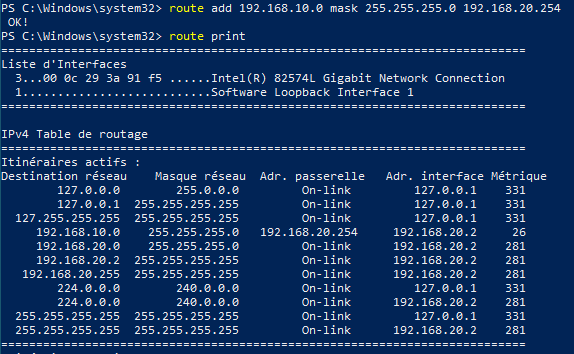 PS C:\Windows\system32> route add 192.168.10.0 mask 255.255.255.0 192.168.20.254
 OK!
PS C:\Windows\system32> route print
===========================================================================
Liste d'Interfaces
  3...00 0c 29 3a 91 f5 ......Intel(R) 82574L Gigabit Network Connection
  1...........................Software Loopback Interface 1
===========================================================================
IPv4 Table de routage
===========================================================================
Itinéraires actifs :
Destination réseau    Masque réseau  Adr. passerelle   Adr. interface Métrique
        127.0.0.0        255.0.0.0         On-link         127.0.0.1    331
        127.0.0.1  255.255.255.255         On-link         127.0.0.1    331
  127.255.255.255  255.255.255.255         On-link         127.0.0.1    331
     192.168.10.0    255.255.255.0   192.168.20.254     192.168.20.2     26
     192.168.20.0    255.255.255.0         On-link      192.168.20.2    281
     192.168.20.2  255.255.255.255         On-link      192.168.20.2    281
   192.168.20.255  255.255.255.255         On-link      192.168.20.2    281
        224.0.0.0        240.0.0.0         On-link         127.0.0.1    331
        224.0.0.0        240.0.0.0         On-link      192.168.20.2    281
  255.255.255.255  255.255.255.255         On-link         127.0.0.1    331
  255.255.255.255  255.255.255.255         On-link      192.168.20.2    281
===========================================================================